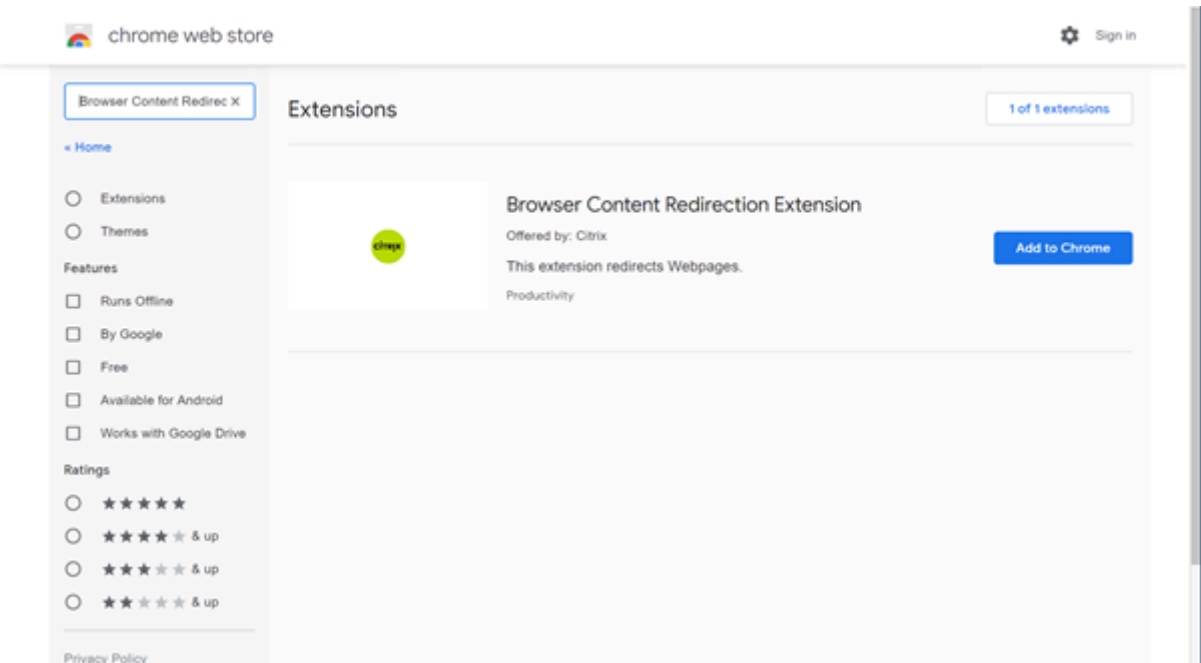 chrome web store
Sign in
Browser Content Redirec ×
Extensions
1 of 1 extensions
« Home
Extensions
Themes
Features
Runs Offline
By Google
Free
Available for Android
Works with Google Drive
Ratings
& up
& up
& up
Privacy Policy
citrix
Browser Content Redirection Extension
Offered by: Citrix
This extension redirects Webpages.
Productivity
Add to Chrome